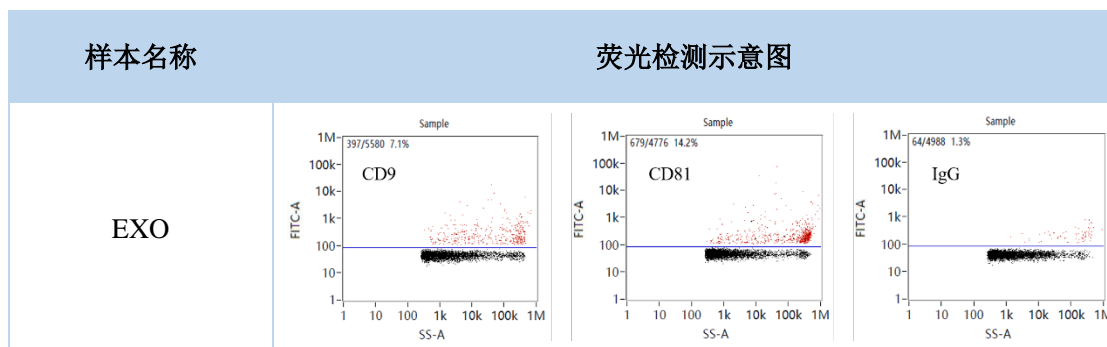 样本名称
荧光检测示意图
EXO
Sample
397/5580 7.1%
CD9
FITC-A
1M
100k
10k
1k
100
10
1
1 10 100 1k 10k 100k 1M
SS-A
Sample
679/4776 14.2%
CD81
FITC-A
1M
100k
10k
1k
100
10
1
1 10 100 1k 10k 100k 1M
SS-A
Sample
64/4988 1.3%
IgG
FITC-A
1M
100k
10k
1k
100
10
1
1 10 100 1k 10k 100k 1M
SS-A